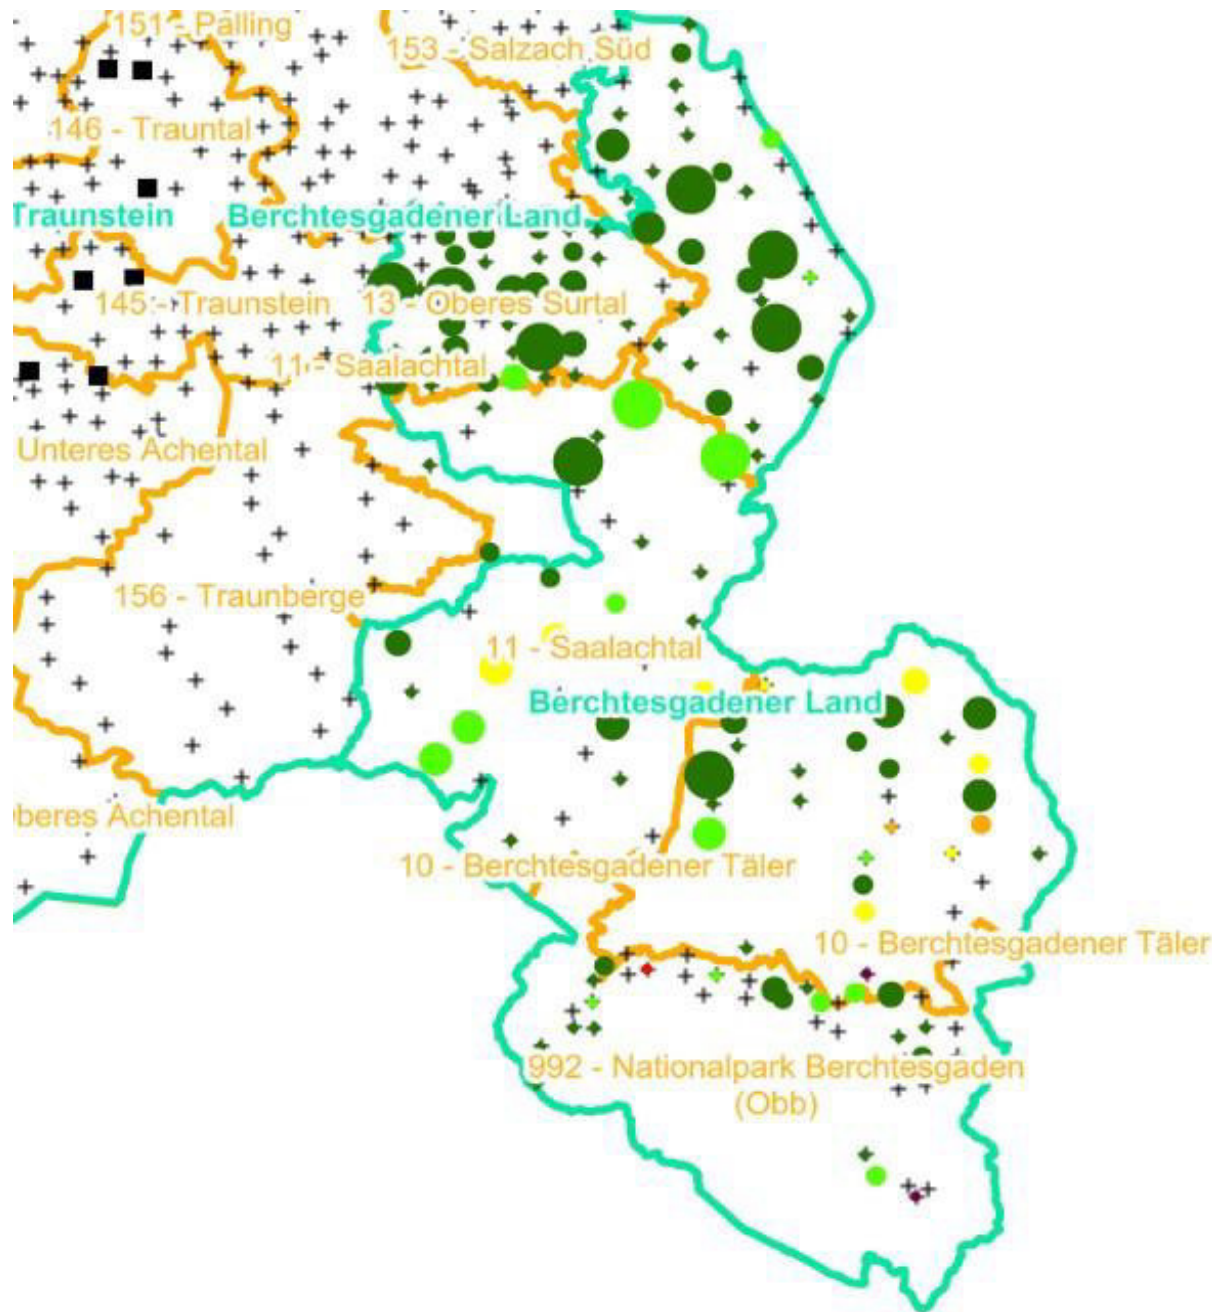 151 - Palling
153 - Salzach Süd
146 - Trauntal
Traunstein
Berchtesgadener Land
145 - Traunstein
13 - Oberes Surtal
11 - Saalachtal
Unteres Achental
156 - Traunberge
11 - Saalachtal
Berchtesgadener Land
beres Achental
10 - Berchtesgadener Täler
10 - Berchtesgadener Täler
992 - Nationalpark Berchtesgaden
(Obb)